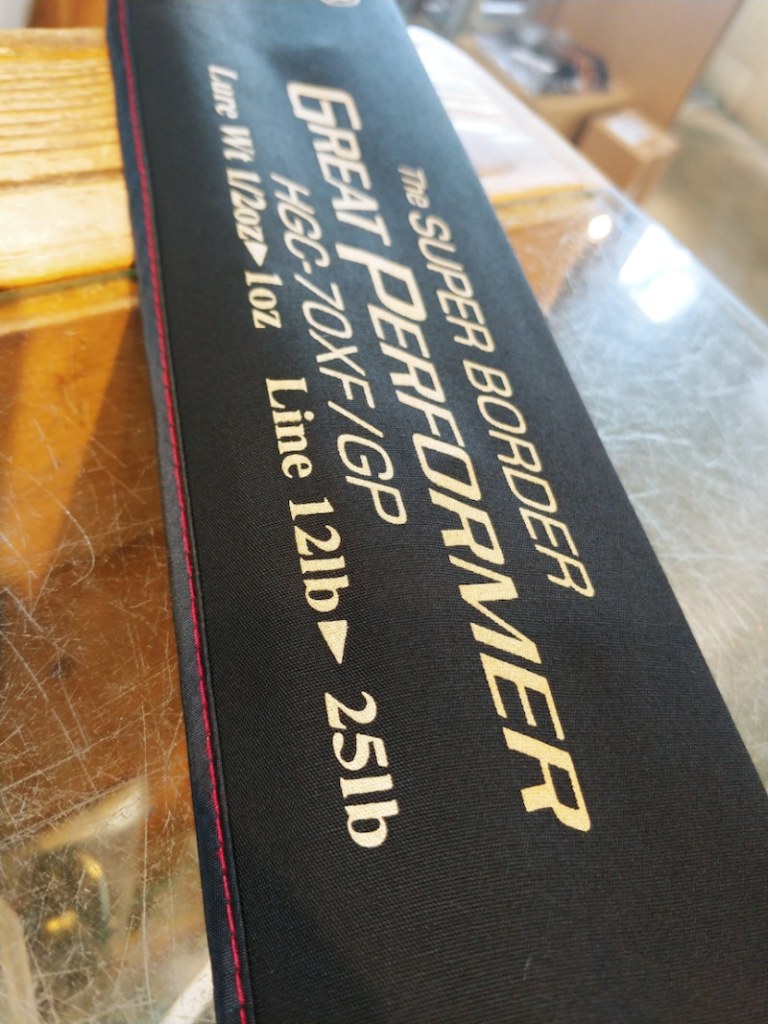 The SUPER BORDER
GREAT PERFORMER
HGC-70XF/GP
Lure Wt 1/2oz▶1oz Line 12lb▶ 25lb